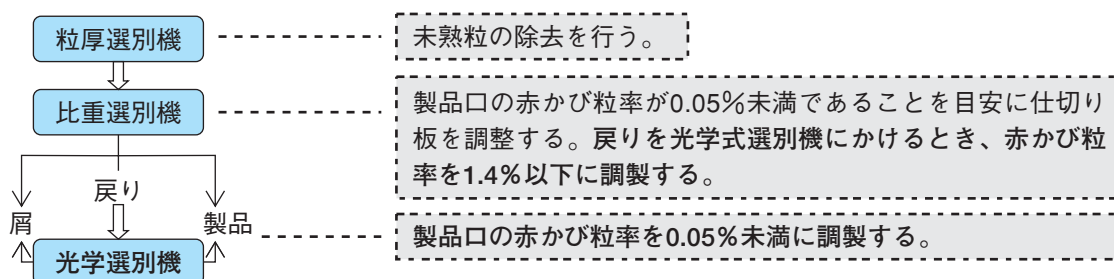 粒厚選別機
未熟粒の除去を行う。
比重選別機
製品口の赤かび粒率が0.05％未満であることを目安に仕切り
板を調整する。戻りを光学式選別機にかけるとき、赤かび粒
率を1.4％以下に調製する。
戻り
屑
製品
光学選別機
製品口の赤かび粒率を0.05％未満に調製する。